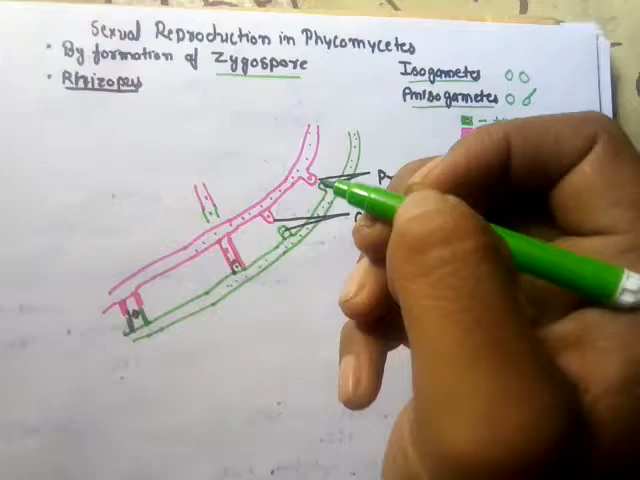 Sexual Reproduction in Phycomycetes
• By formation of Zygospore
• Rhizopus
Isogametes
Anisogametes